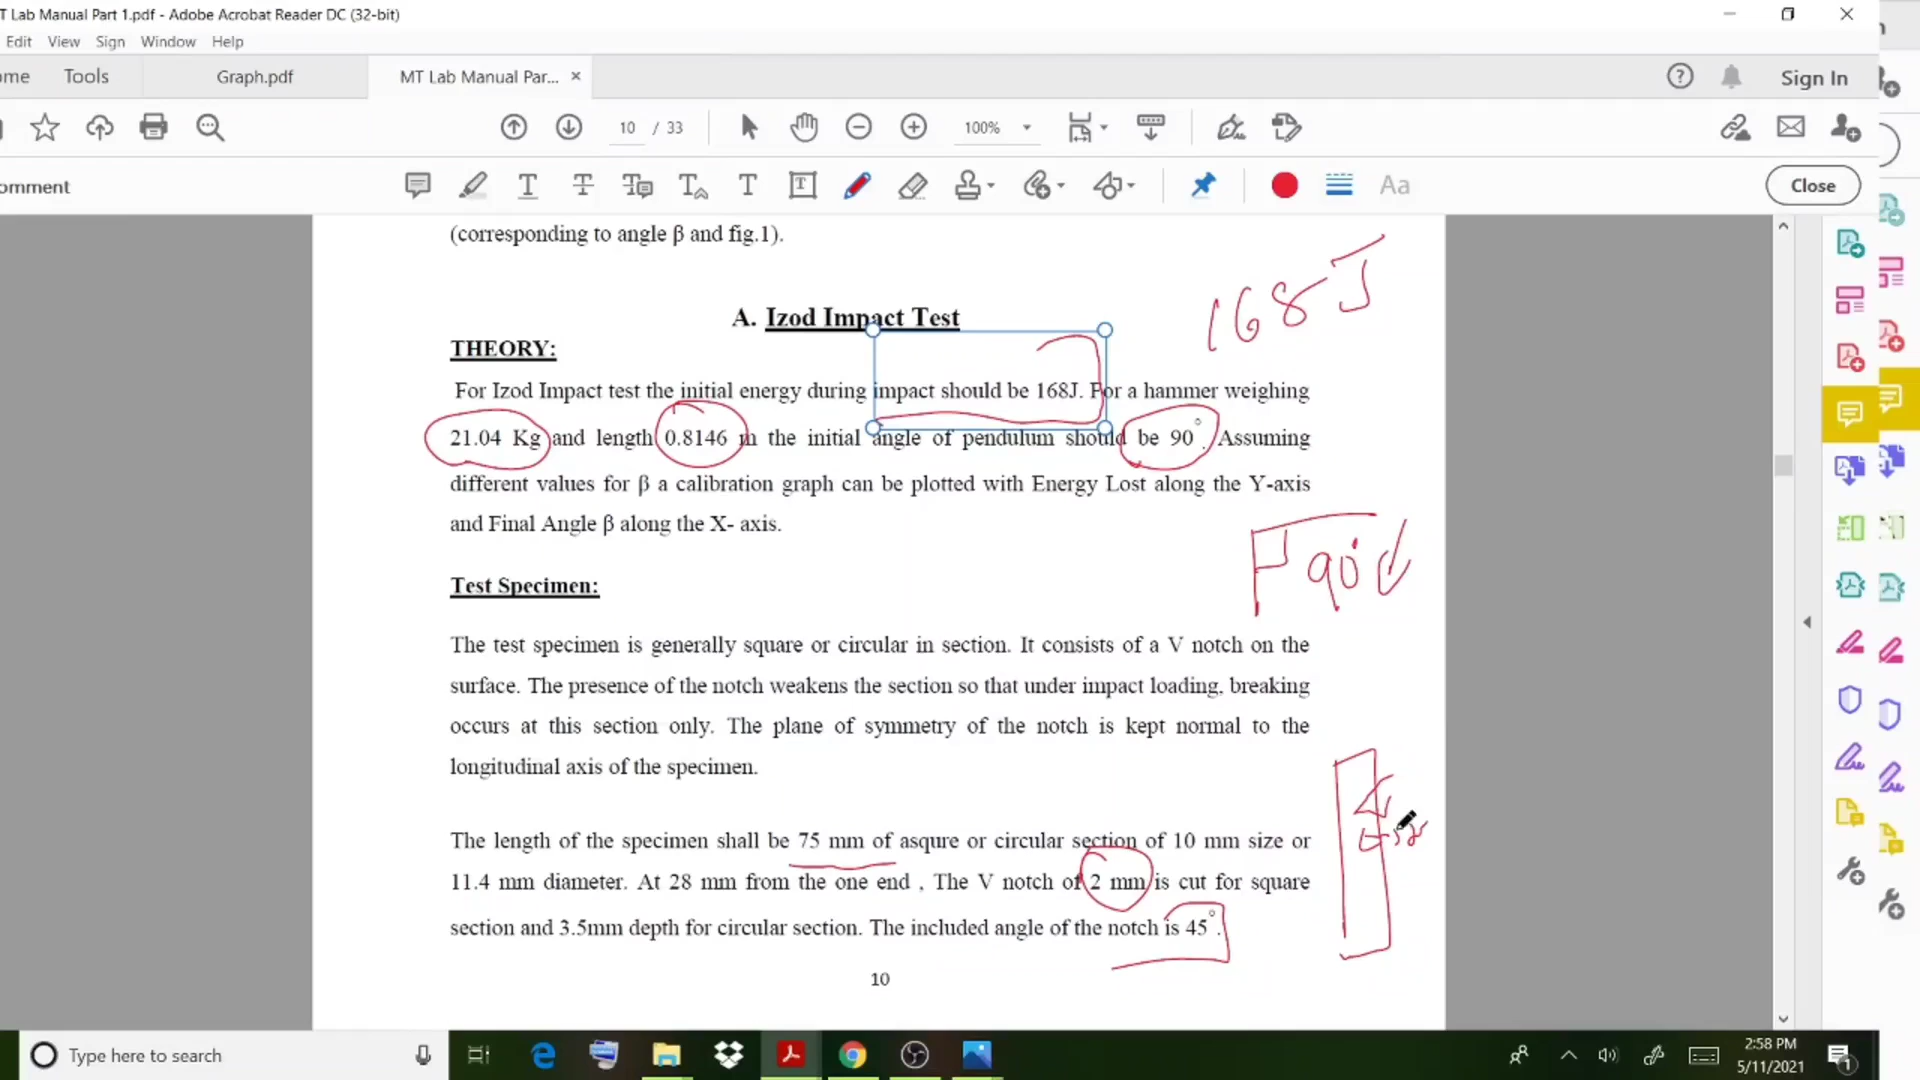 T Lab Manual Part 1.pdf - Adobe Acrobat Reader DC (32-bit)
Edit View Sign Window Help
ome Tools Graph.pdf MT Lab Manual Par... × Sign In
10 / 33 100%
omment Aa Close
(corresponding to angle β and fig.1).
168J
A. Izod Impact Test
THEORY:
For Izod Impact test the initial energy during impact should be 168J. For a hammer weighing
21.04 Kg and length 0.8146 m the initial angle of pendulum should be 90°. Assuming
different values for β a calibration graph can be plotted with Energy Lost along the Y-axis
and Final Angle β along the X- axis.
Test Specimen:
The test specimen is generally square or circular in section. It consists of a V notch on the
surface. The presence of the notch weakens the section so that under impact loading, breaking
occurs at this section only. The plane of symmetry of the notch is kept normal to the
longitudinal axis of the specimen.
The length of the specimen shall be 75 mm of asqure or circular section of 10 mm size or
11.4 mm diameter. At 28 mm from the one end , The V notch of 2 mm is cut for square
section and 3.5mm depth for circular section. The included angle of the notch is 45°.
10
Type here to search
2:58 PM
5/11/2021
1